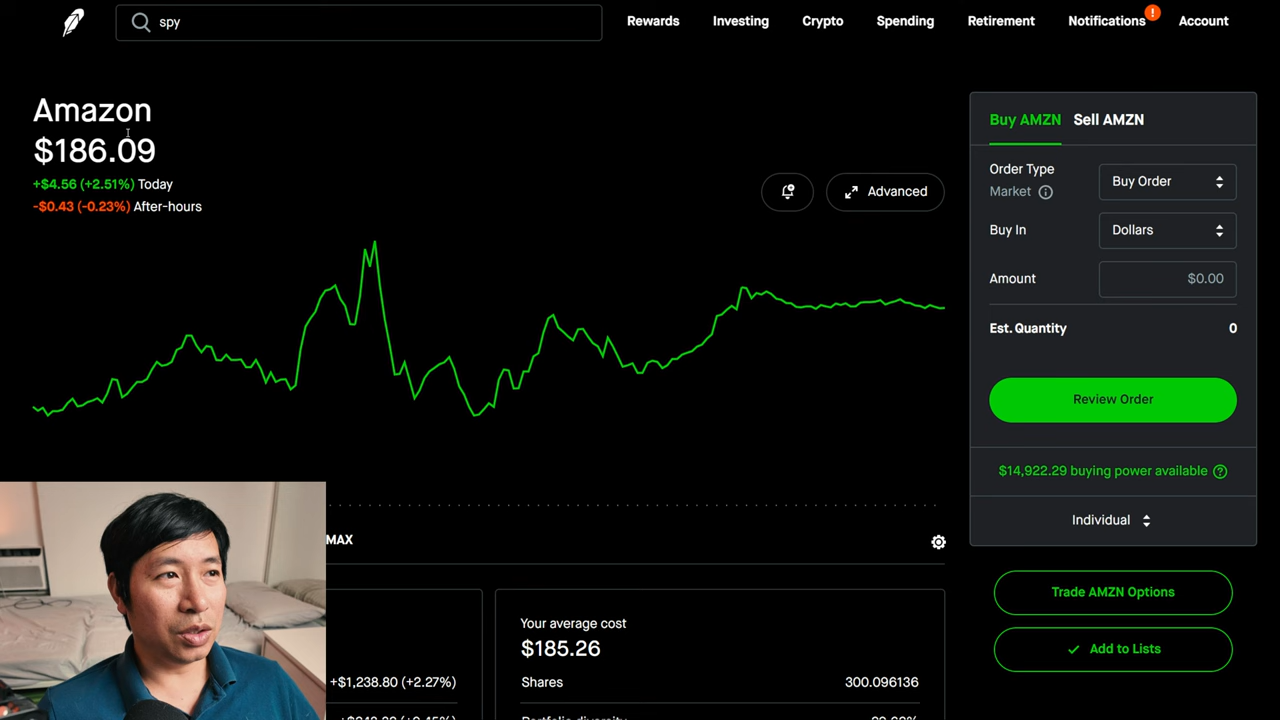 spy
Rewards
Investing
Crypto
Spending
Retirement
Notifications
!
Account
Amazon
$186.09
+$4.56 (+2.51%) Today
-$0.43 (-0.23%) After-hours
Advanced
Buy AMZN
Sell AMZN
Order Type
Market
Buy Order
Buy In
Dollars
Amount
$0.00
Est. Quantity
0
Review Order
$14,922.29 buying power available
Individual
Trade AMZN Options
Add to Lists
MAX
+$1,238.80 (+2.27%)
Your average cost
$185.26
Shares
300.096136
Portfolio diversity